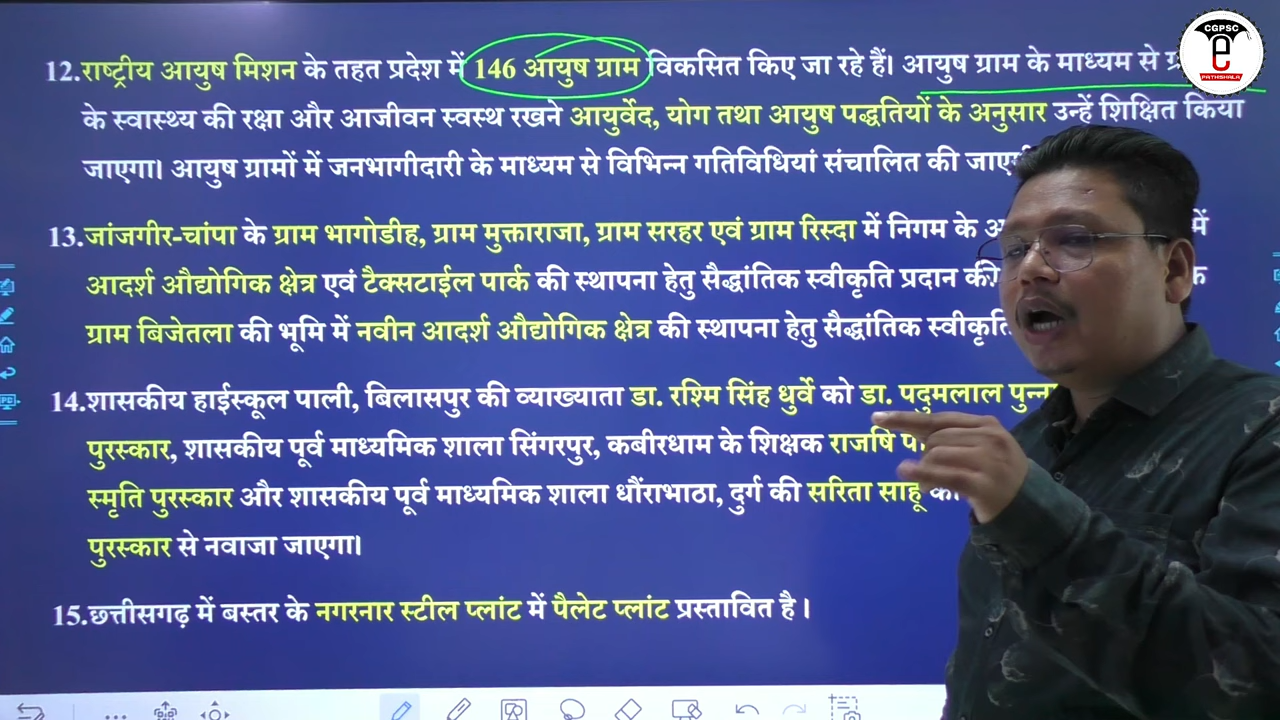 CGPSC
e
PATHSHALA
12.राष्ट्रीय आयुष मिशन के तहत प्रदेश में 146 आयुष ग्राम विकसित किए जा रहे हैं। आयुष ग्राम के माध्यम से
के स्वास्थ्य की रक्षा और आजीवन स्वस्थ रखने आयुर्वेद, योग तथा आयुष पद्धतियों के अनुसार उन्हें शिक्षित किया
जाएगा। आयुष ग्रामों में जनभागीदारी के माध्यम से विभिन्न गतिविधियां संचालित की
13.जांजगीर-चांपा के ग्राम भागोडीह, ग्राम मुक्ताराजा, ग्राम सरहर एवं ग्राम रिस्दा में निगम के में
आदर्श औद्योगिक क्षेत्र एवं टैक्सटाईल पार्क की स्थापना हेतु सैद्धांतिक स्वीकृति प्रदान की
ग्राम बिजेतला की भूमि में नवीन आदर्श औद्योगिक क्षेत्र की स्थापना हेतु सैद्धांतिक
14.शासकीय हाईस्कूल पाली, बिलासपुर की व्याख्याता डा. रश्मि सिंह धुर्वे को डा. पदुमलाल
पुरस्कार, शासकीय पूर्व माध्यमिक शाला सिंगरपुर, कबीरधाम के शिक्षक राजर्षि
स्मृति पुरस्कार और शासकीय पूर्व माध्यमिक शाला धौंराभाठा, दुर्ग की सरिता साहू
पुरस्कार से नवाजा जाएगा।
15.छत्तीसगढ़ में बस्तर के नगरनार स्टील प्लांट में पैलेट प्लांट प्रस्तावित है।